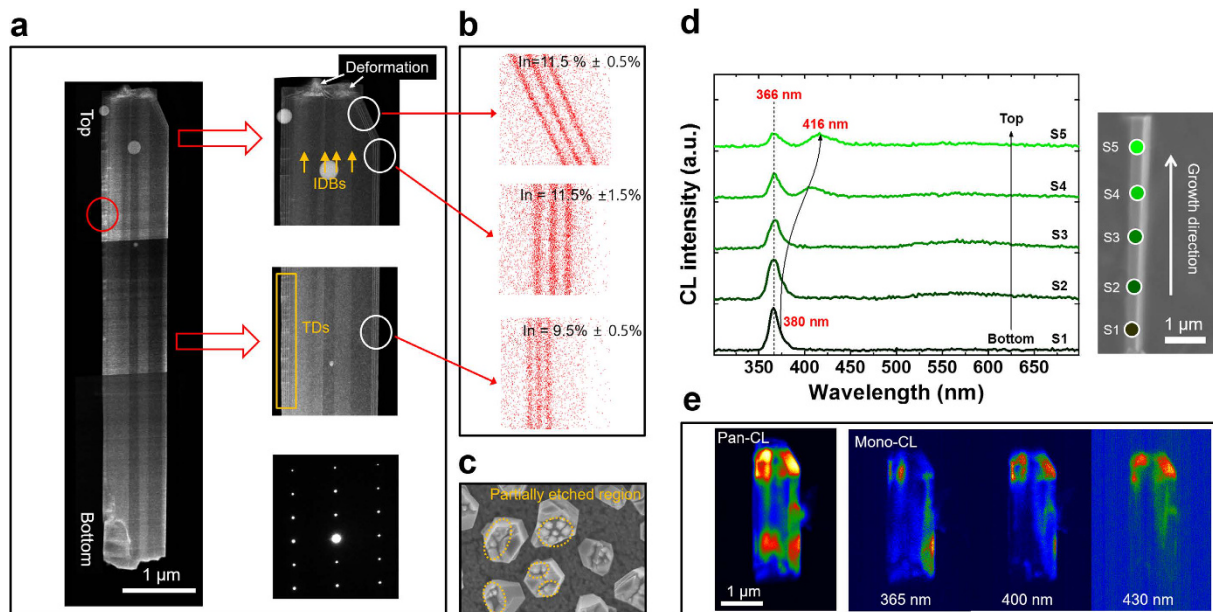 a
Top
Bottom
1 µm
Deformation
IDBs
TDs
b
In=11.5 % ± 0.5%
In = 11.5% ±1.5%
In = 9.5% ± 0.5%
c
Partially etched region
d
CL intensity (a.u.)
366 nm
416 nm
380 nm
Top
Bottom
S5
S4
S3
S2
S1
350 400 450 500 550 600 650
Wavelength (nm)
S5
S4
S3
S2
S1
Growth direction
1 µm
e
Pan-CL
Mono-CL
1 µm
365 nm
400 nm
430 nm